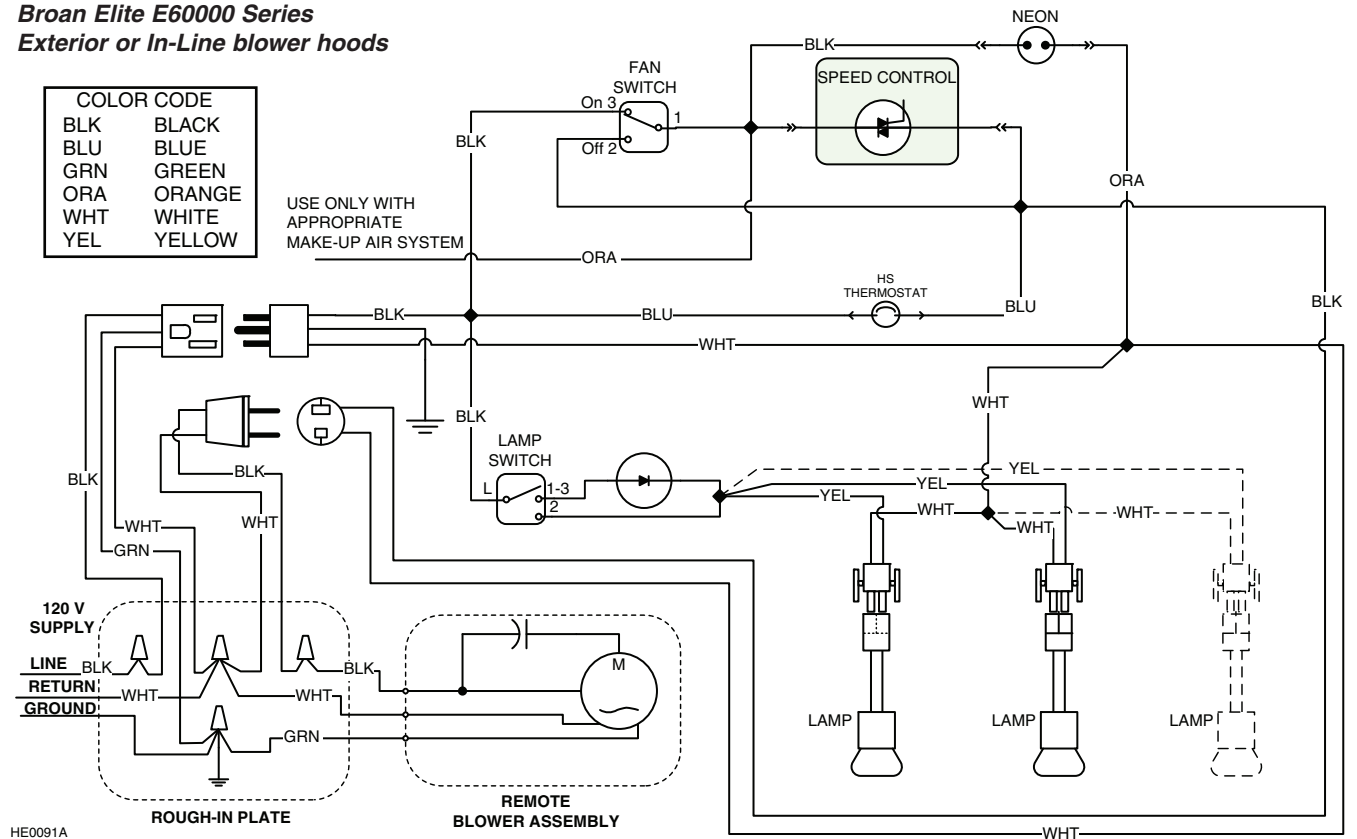 Broan Elite E60000 Series
Exterior or In-Line blower hoods
COLOR CODE
BLK BLACK
BLU BLUE
GRN GREEN
ORA ORANGE
WHT WHITE
YEL YELLOW
NEON
BLK
FAN
SWITCH
SPEED CONTROL
On 3
1
Off 2
BLK
ORA
USE ONLY WITH
APPROPRIATE
MAKE-UP AIR SYSTEM
ORA
HS
THERMOSTAT
BLK
BLU
BLU
BLK
WHT
BLK
WHT
LAMP
SWITCH
L
1-3
2
YEL
YEL
YEL
WHT
WHT
WHT
BLK
BLK
WHT
WHT
GRN
120 V
SUPPLY
LINE
BLK
RETURN
WHT
GROUND
BLK
WHT
GRN
M
LAMP
LAMP
LAMP
ROUGH-IN PLATE
REMOTE
BLOWER ASSEMBLY
WHT
HE0091A